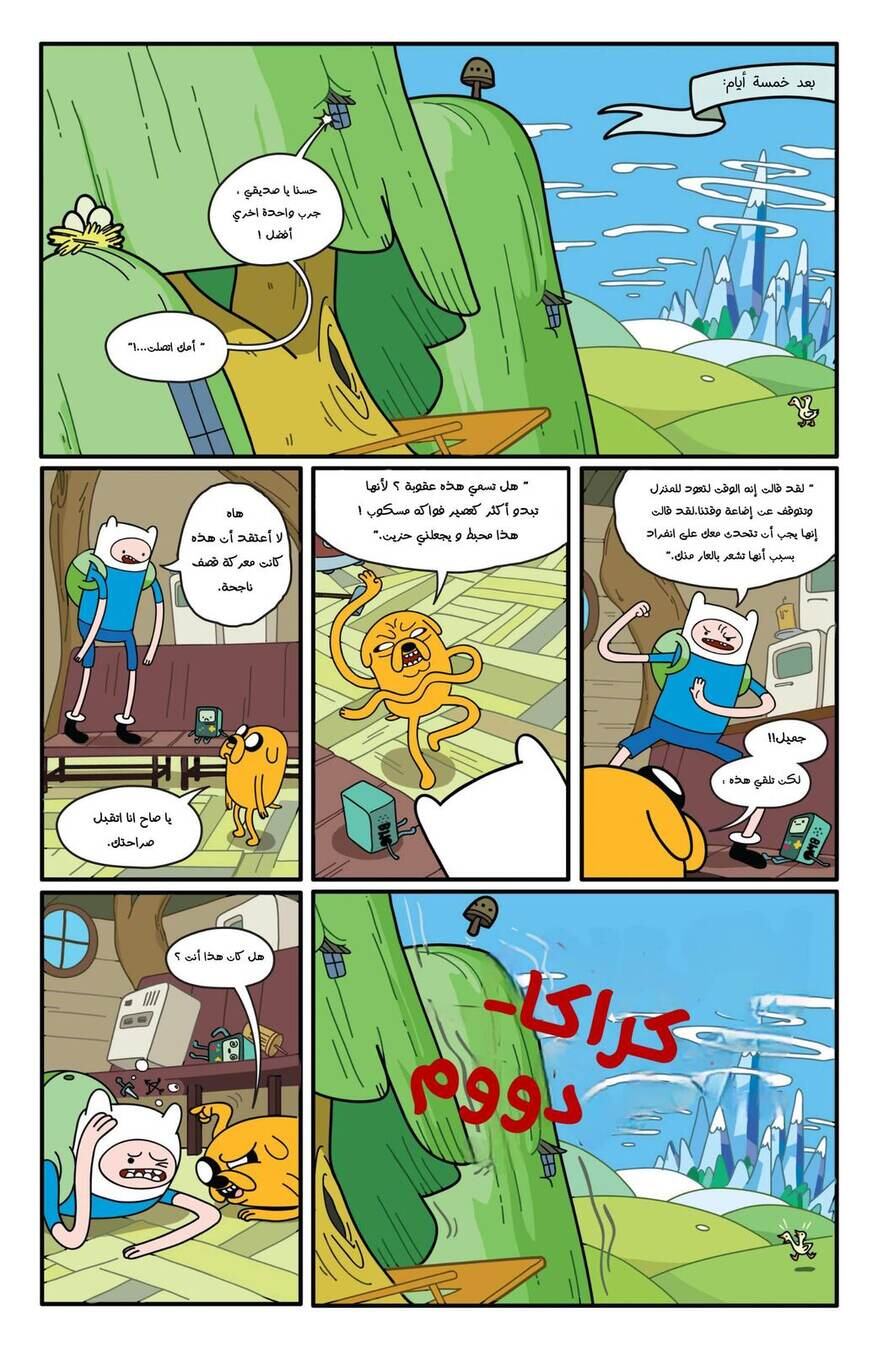 بعد خمسة أيام:
حسنا يا صديقي ،
جرب واحدة اخري
أفضل !
" أمك اتصلت...!"
" لقد قالت إنه الوقت لتعود للمنزل
وتتوقف عن إضاعة وقتنا.لقد قالت
إنها يجب أن تتحدث معك على انفراد
بسبب أنها تشعر بالعار منك."
جميل!!
لكن تلقي هذه ،
" هل تسمي هذه عقوبة ؟ لأنها
تبدو أكثر كعصير فواكه مسكوب !
هذا محبط و يجعلني حزين."
هاه
لا أعتقد أن هذه
كانت معركة قصف
ناجحة.
يا صاح انا اتقبل
صراحتك.
كراكا-
دووم
هل كان هذا أنت ؟